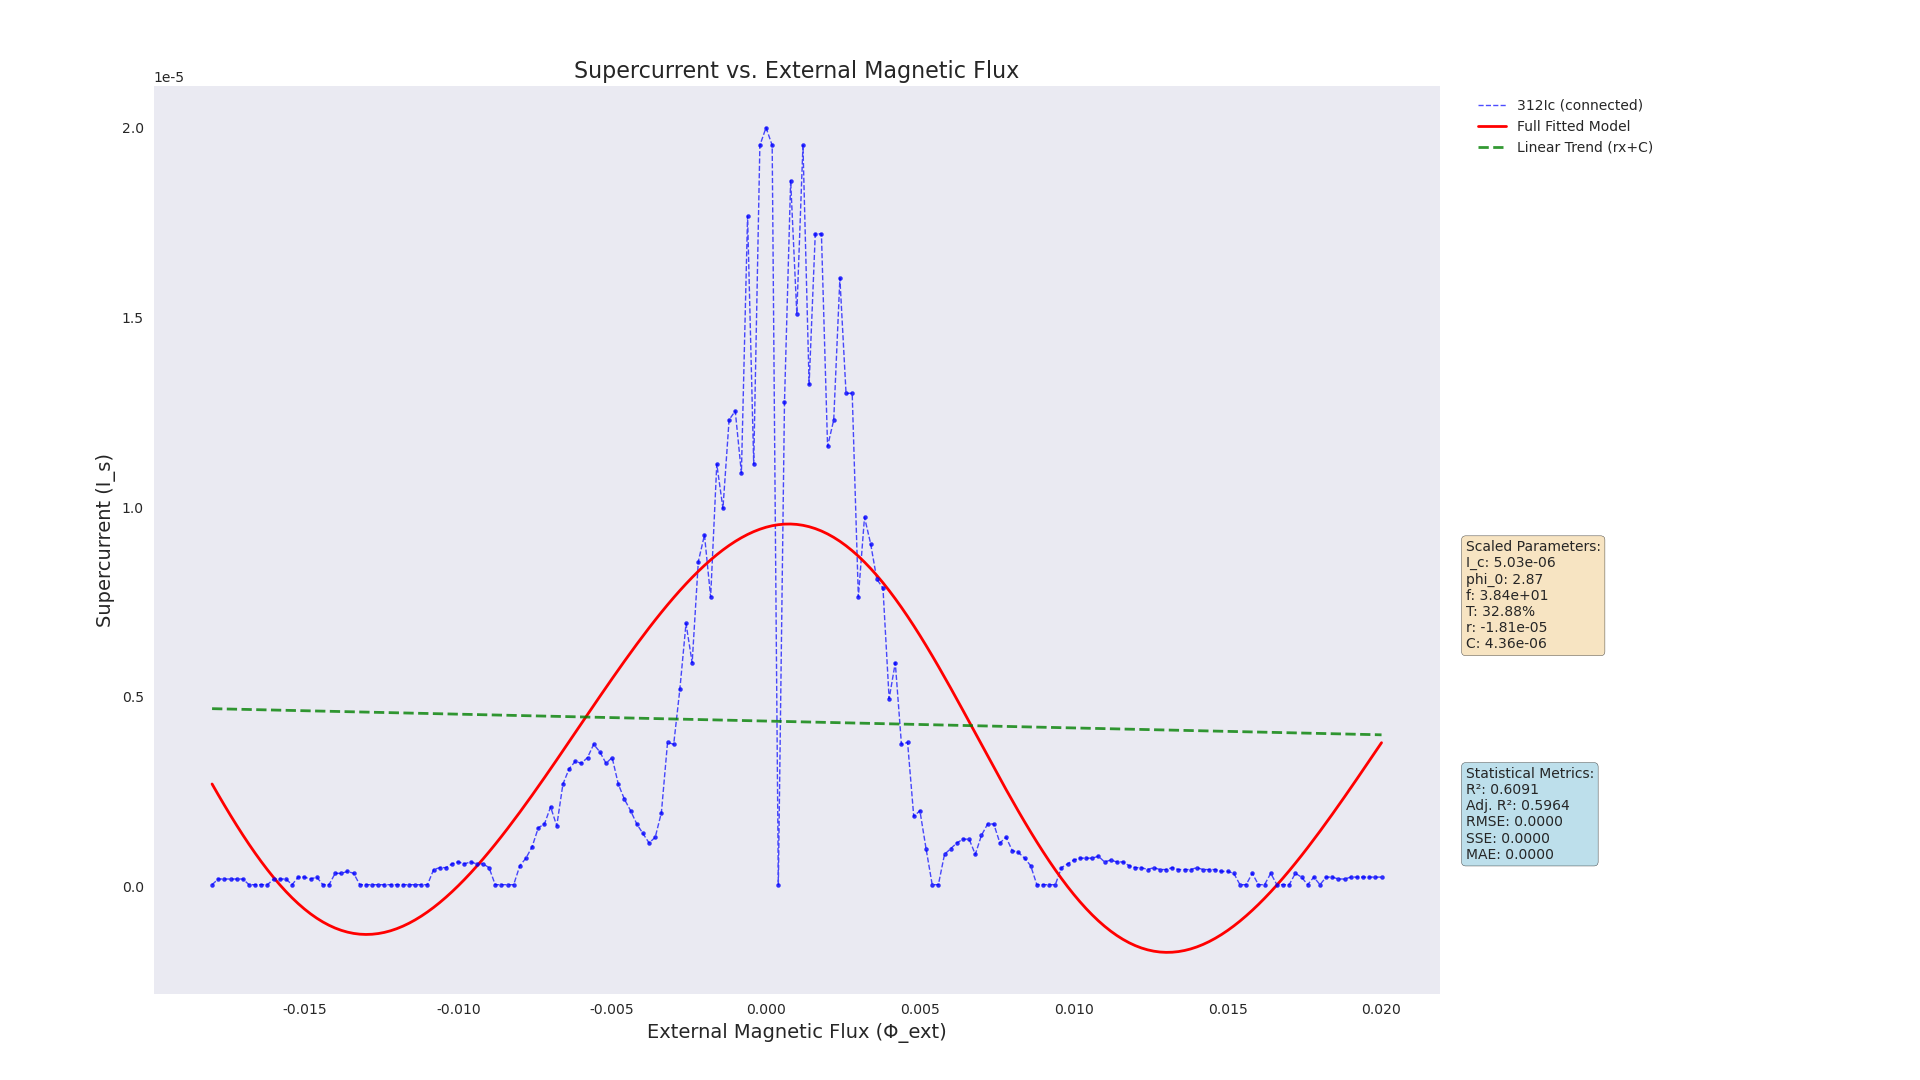 Supercurrent vs. External Magnetic Flux
1e-5
2.0
1.5
1.0
0.5
0.0
Supercurrent (I_s)
-0.015
-0.010
-0.005
0.000
0.005
0.010
0.015
0.020
External Magnetic Flux (Φ_ext)
312Ic (connected)
Full Fitted Model
Linear Trend (rx+C)
Scaled Parameters:
I_c: 5.03e-06
phi_0: 2.87
f: 3.84e+01
T: 32.88%
r: -1.81e-05
C: 4.36e-06
Statistical Metrics:
R²: 0.6091
Adj. R²: 0.5964
RMSE: 0.0000
SSE: 0.0000
MAE: 0.0000